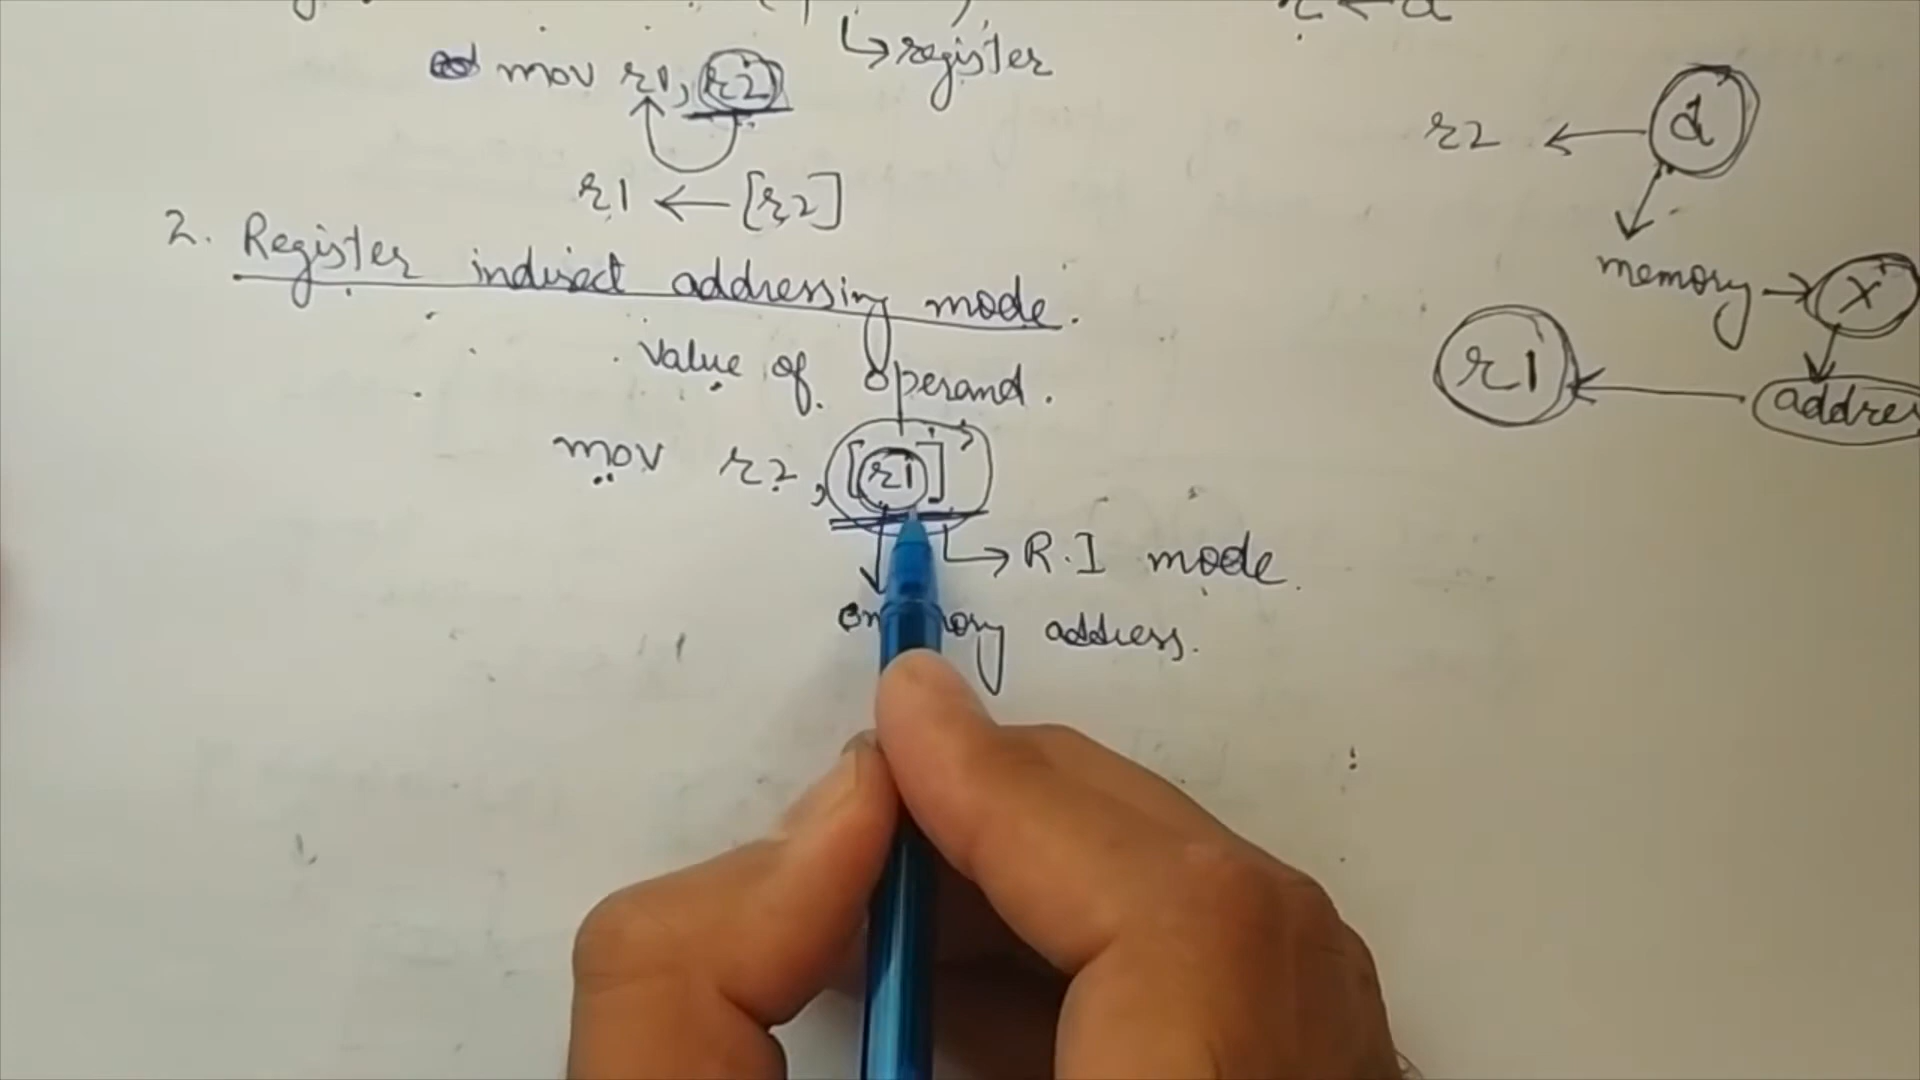 register
mov r1, r2
r1 ← [r2]
2. Register indirect addressing mode.
value of operand.
mov r2, [r1]
→ R.I mode
address.
r2 ← d
memory → x
r1 ← addres